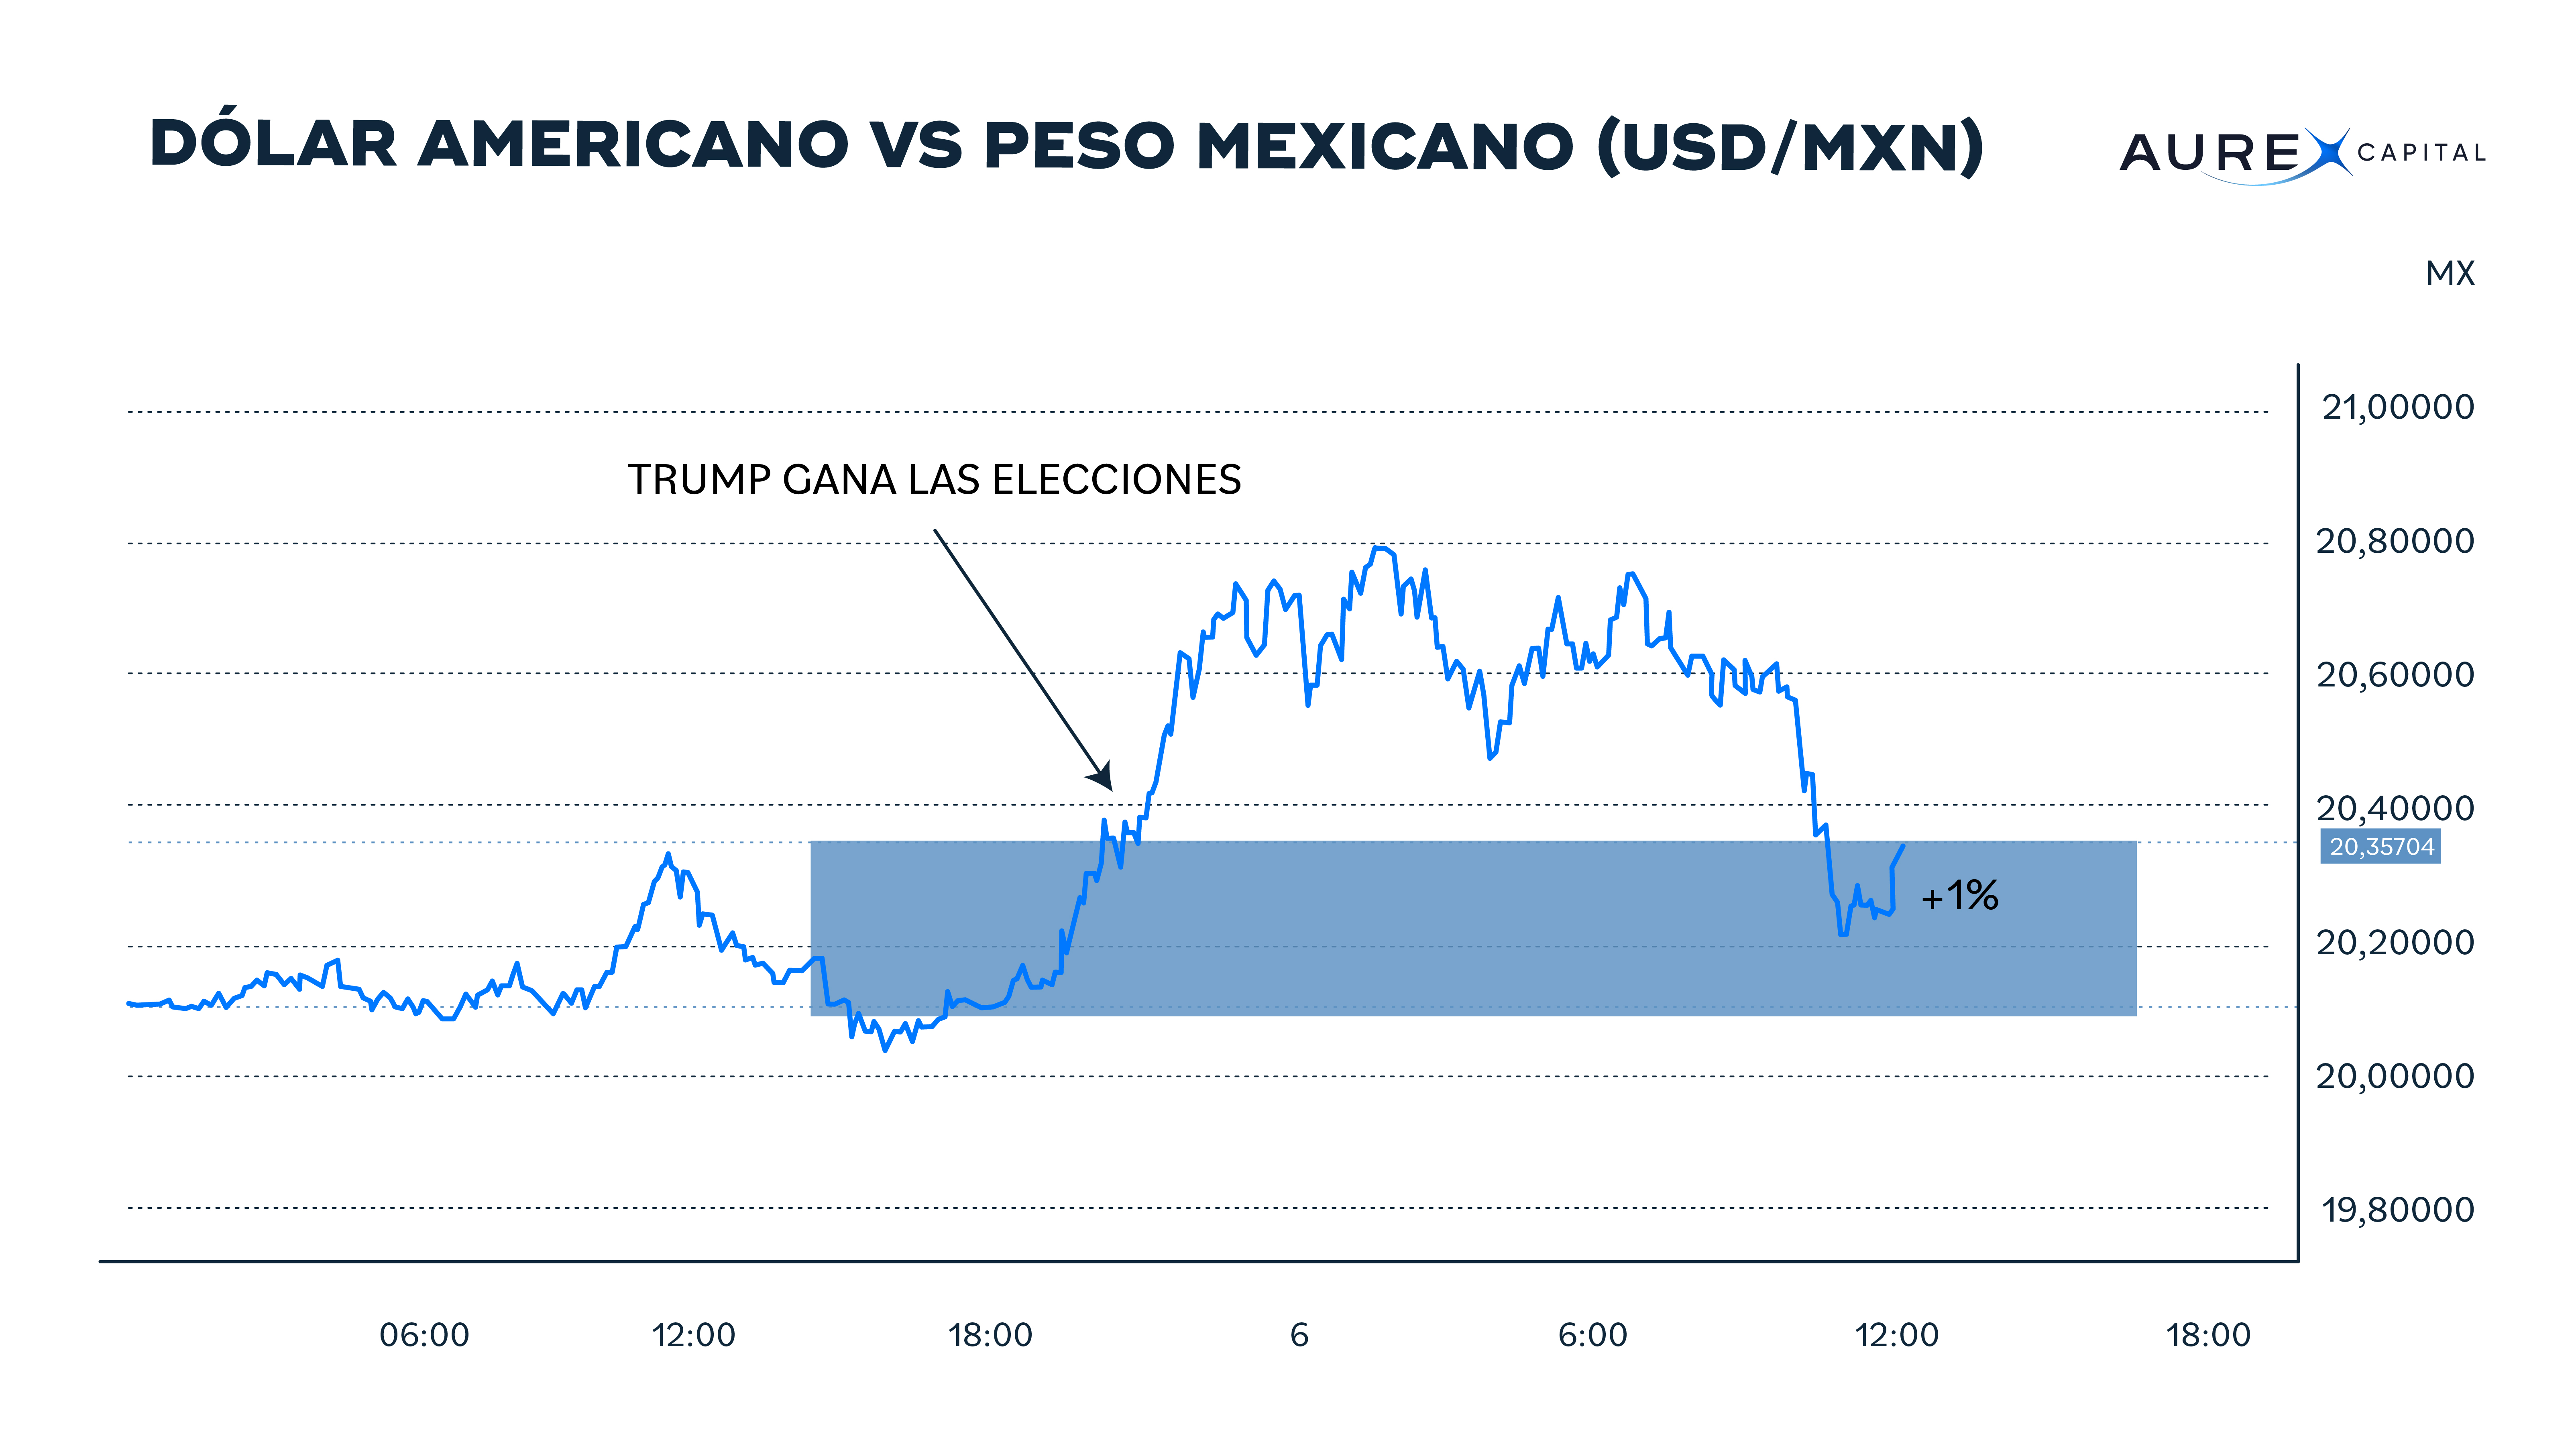 DÓLAR AMERICANO VS PESO MEXICANO (USD/MXN)
AUREX CAPITAL
MX
21,00000
TRUMP GANA LAS ELECCIONES
20,80000
20,60000
20,40000
20,35704
+1%
20,20000
20,00000
19,80000
06:00 12:00 18:00 6 6:00 12:00 18:00